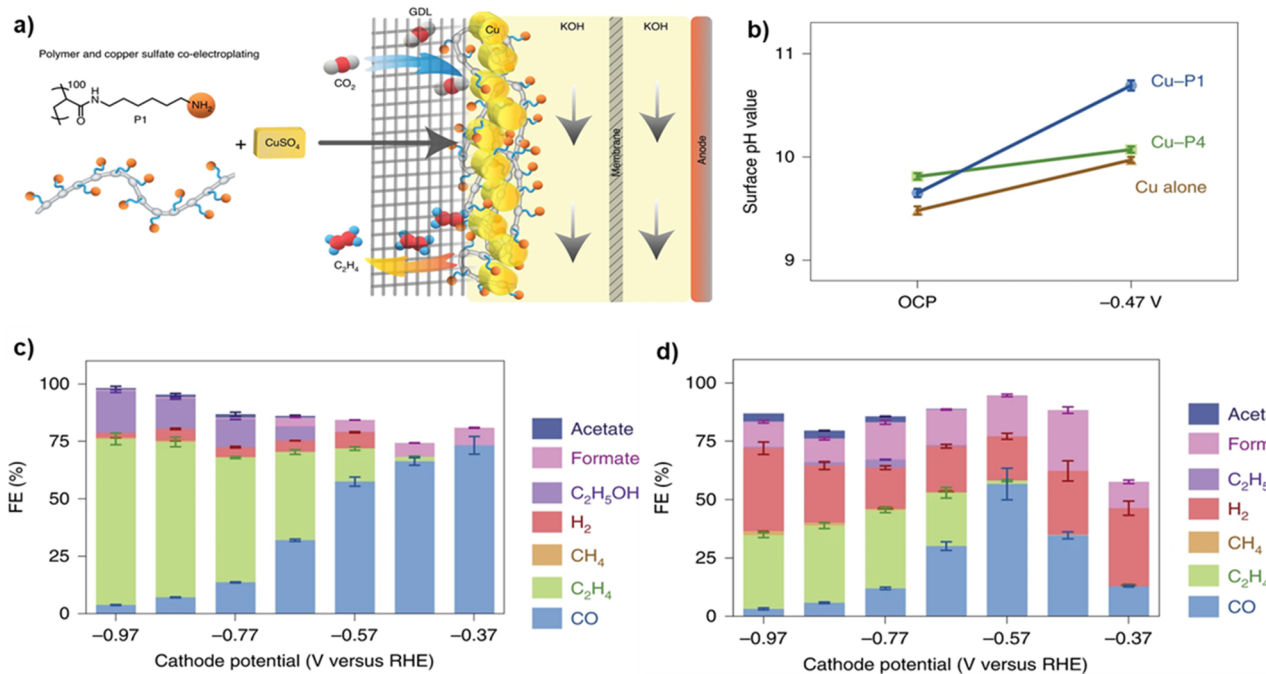 a)
Polymer and copper sulfate co-electroplating
100
H
N
O
NH2
P1
+
CuSO4
GDL
CO2
C2H4
Cu
KOH
KOH
Membrane
Anode
b)
Surface pH value
11
10
9
Cu–P1
Cu–P4
Cu alone
OCP
−0.47 V
c)
FE (%)
100
75
50
25
0
−0.97
−0.77
−0.57
−0.37
Cathode potential (V versus RHE)
Acetate
Formate
C2H5OH
H2
CH4
C2H4
CO
d)
FE (%)
100
75
50
25
0
−0.97
−0.77
−0.57
−0.37
Cathode potential (V versus RHE)
Acet
Form
C2H5
H2
CH4
C2H4
CO